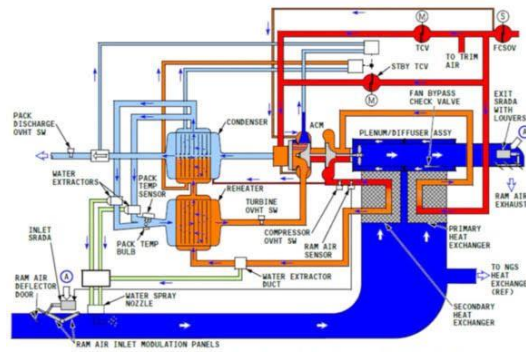 M
S
TCV
FCSOV
TO TRIM
AIR
STBY TCV
M
EXIT
SRADA
WITH
LOUVERS
FAN BYPASS
CHECK VALVE
PACK
DISCHARGE
OVHT SW
CONDENSER
ACM
PLENUM/DIFFUSER ASSY
A
WATER
EXTRACTORS
PACK
TEMP
SENSOR
REHEATER
TURBINE
OVHT SW
COMPRESSOR
OVHT SW
RAM AIR
SENSOR
RAM AIR
EXHAUST
PRIMARY
HEAT
EXCHANGER
INLET
SRADA
PACK TEMP
BULB
A
RAM AIR
DEFLECTOR
DOOR
WATER EXTRACTOR
DUCT
WATER SPRAY
NOZZLE
TO NGS
HEAT
EXCHANGER
(REF)
SECONDARY
HEAT
EXCHANGER
RAM AIR INLET MODULATION PANELS